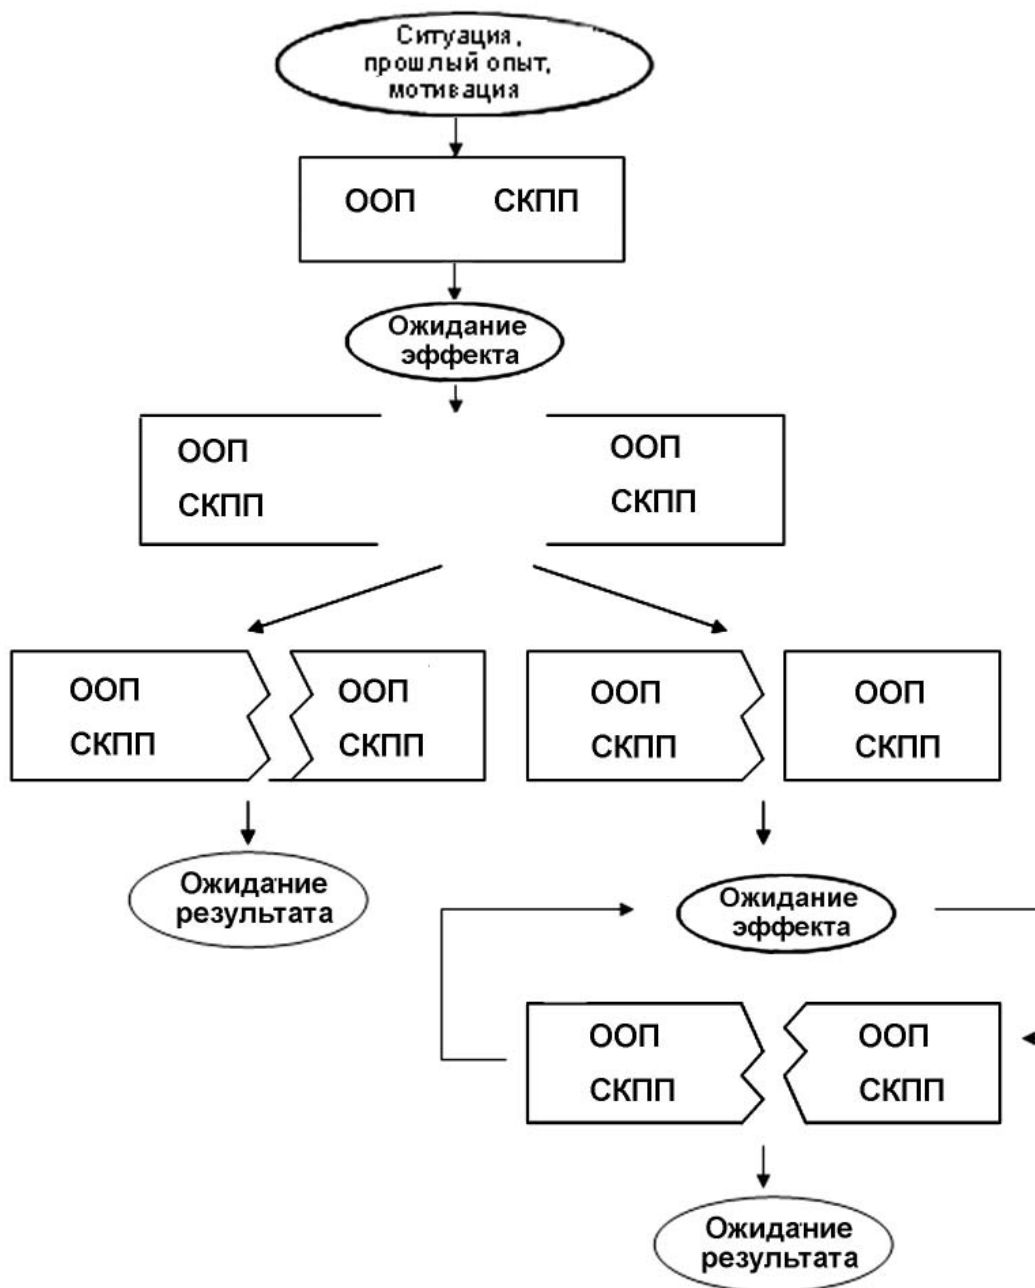 Ситуация,
прошлый опыт,
мотивация
ООП СКПП
Ожидание
эффекта
ООП
СКПП
ООП
СКПП
ООП
СКПП
ООП
СКПП
ООП
СКПП
ООП
СКПП
Ожидание
результата
Ожидание
эффекта
ООП
СКПП
ООП
СКПП
Ожидание
результата